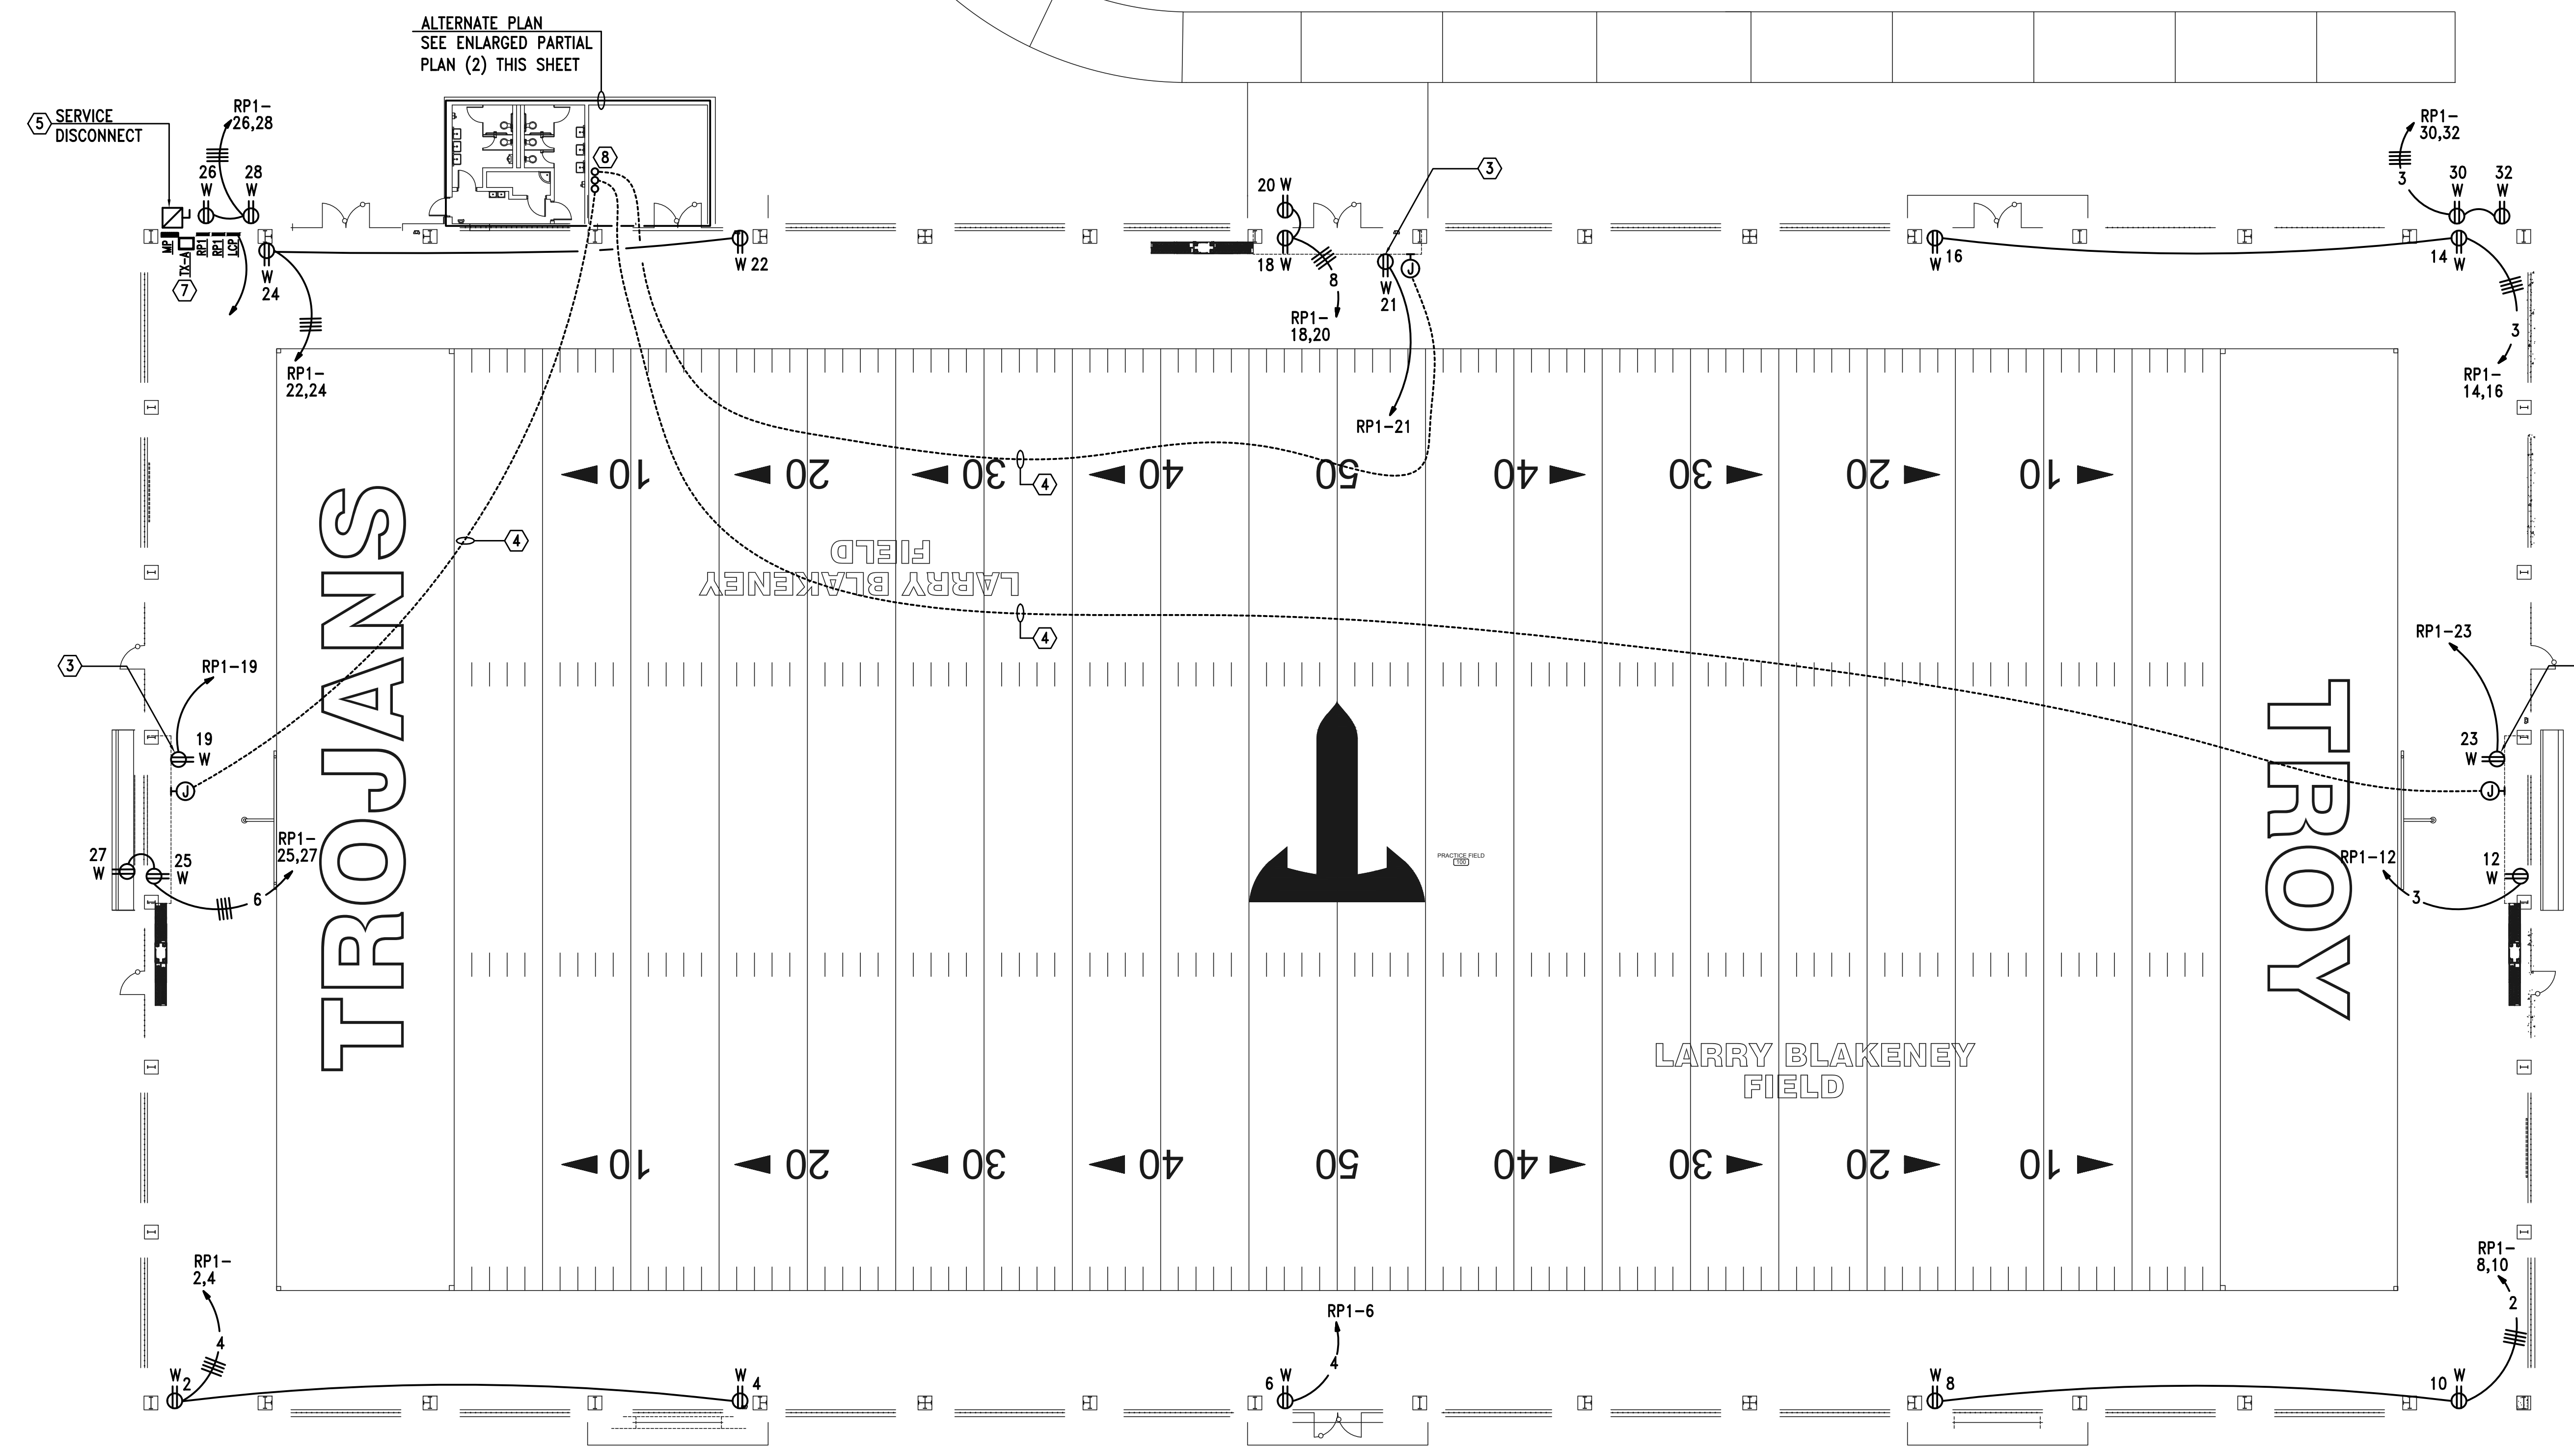 ALTERNATE PLAN
SEE ENLARGED PARTIAL
PLAN (2) THIS SHEET
5
SERVICE
DISCONNECT
RP1-
26,28
26
W
28
W
8
20 W
3
RP1-
30,32
3
30
W
32
W
MP
TX-A
RP1
RP1
LCP
7
W
24
W 22
18 W
8
RP1-
18,20
W
21
J
W 16
14 W
3
RP1-
22,24
RP1-21
RP1-
14,16
10
20
30
40
50
40
30
20
10
4
4
4
LARRY BLAKENEY
FIELD
TROJANS
TROY
3
RP1-19
19
W
J
RP1-23
23
W
J
27
W
25
W
RP1-
25,27
6
PRACTICE FIELD
100
RP1-12
12
W
3
LARRY BLAKENEY
FIELD
10
20
30
40
50
40
30
20
10
RP1-
2,4
4
W
2
W
4
RP1-6
4
6 W
RP1-
8,10
2
W
8
10 W